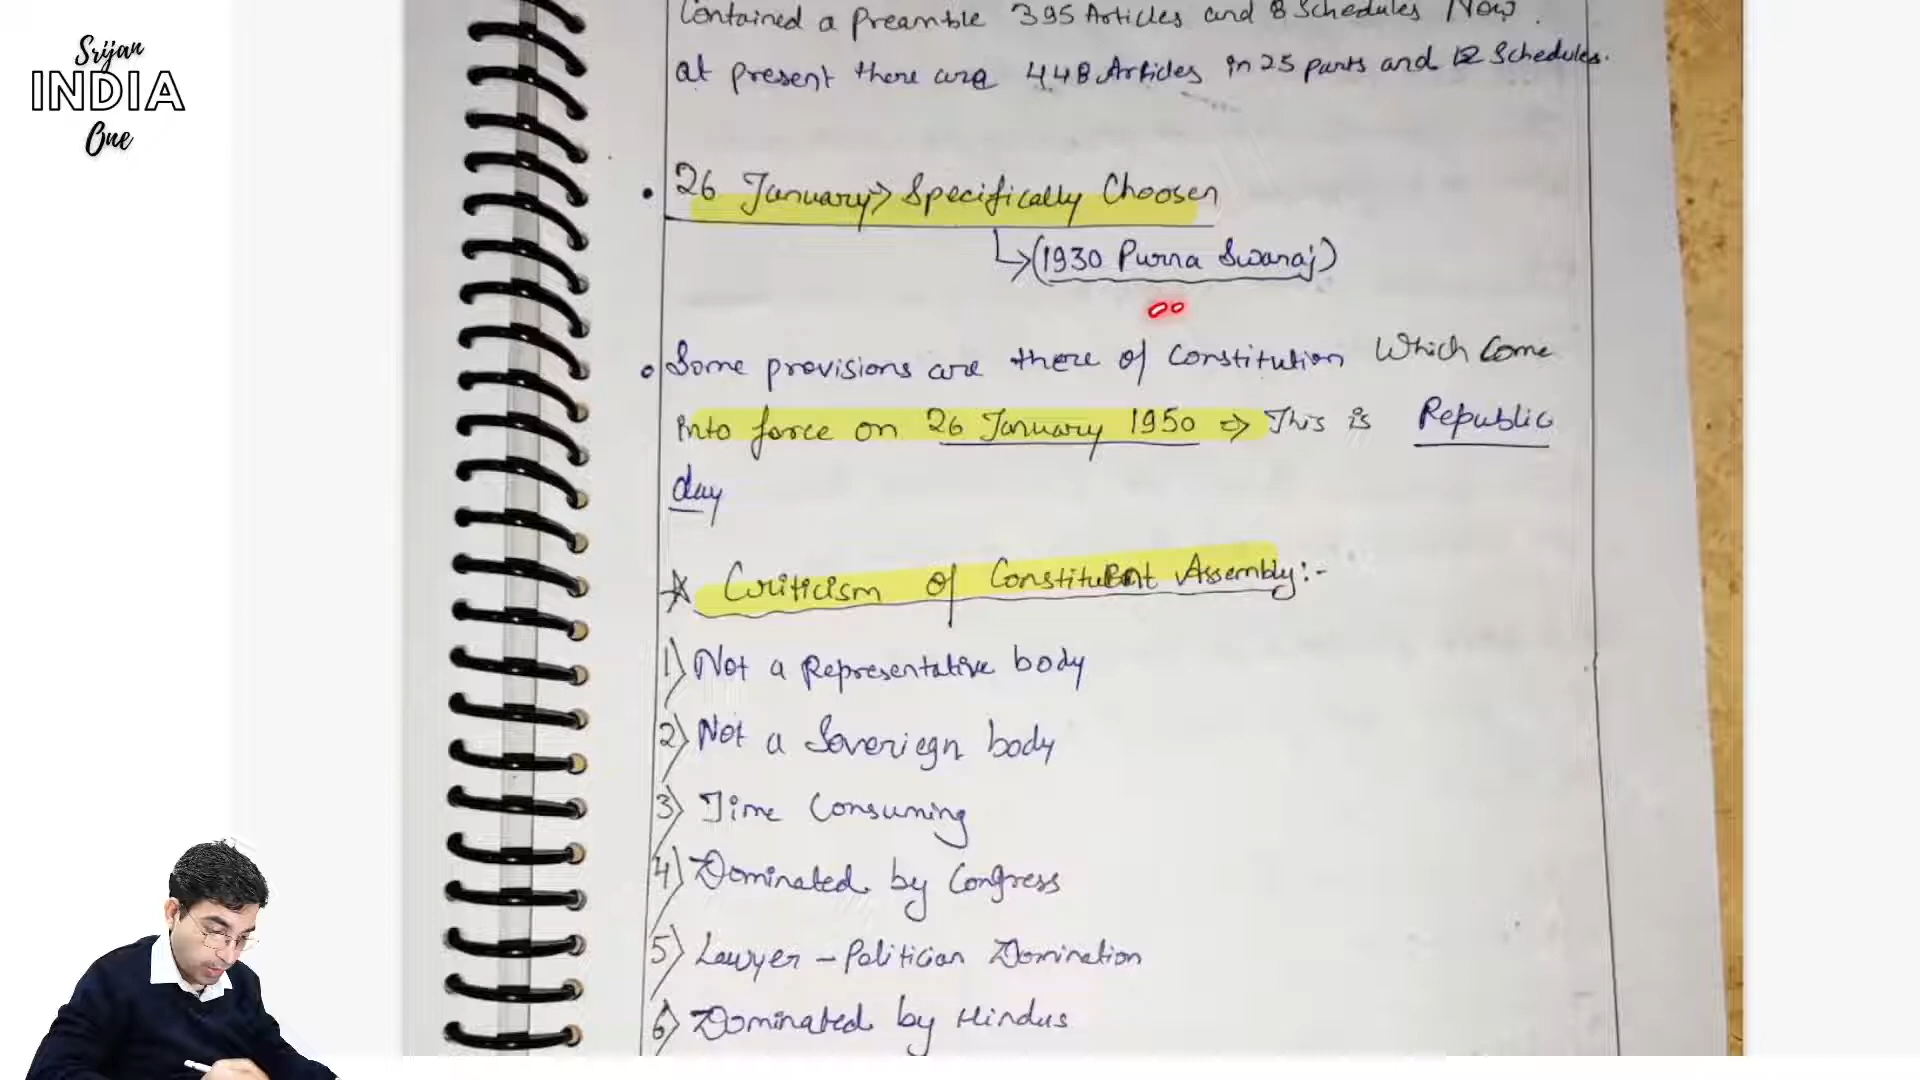 Srijan
INDIA
One
Contained a Preamble 395 Articles and 8 Schedules Now.
at present there are 448 Articles in 25 parts and 12 Schedules.
• 26 January → Specifically Choosen
↳ (1930 Purna Swaraj)
• Some provisions are there of Constitution Which Come
into force on 26 January 1950 ⇒ This is Republic
day
☆ Criticism of Constituent Assembly:-
1) Not a Representative body
2) Not a Soveriegn body
3) Time Consuming
4) Dominated by Congress
5) Lawyer – Politician Domination
6) Dominated by Hindus